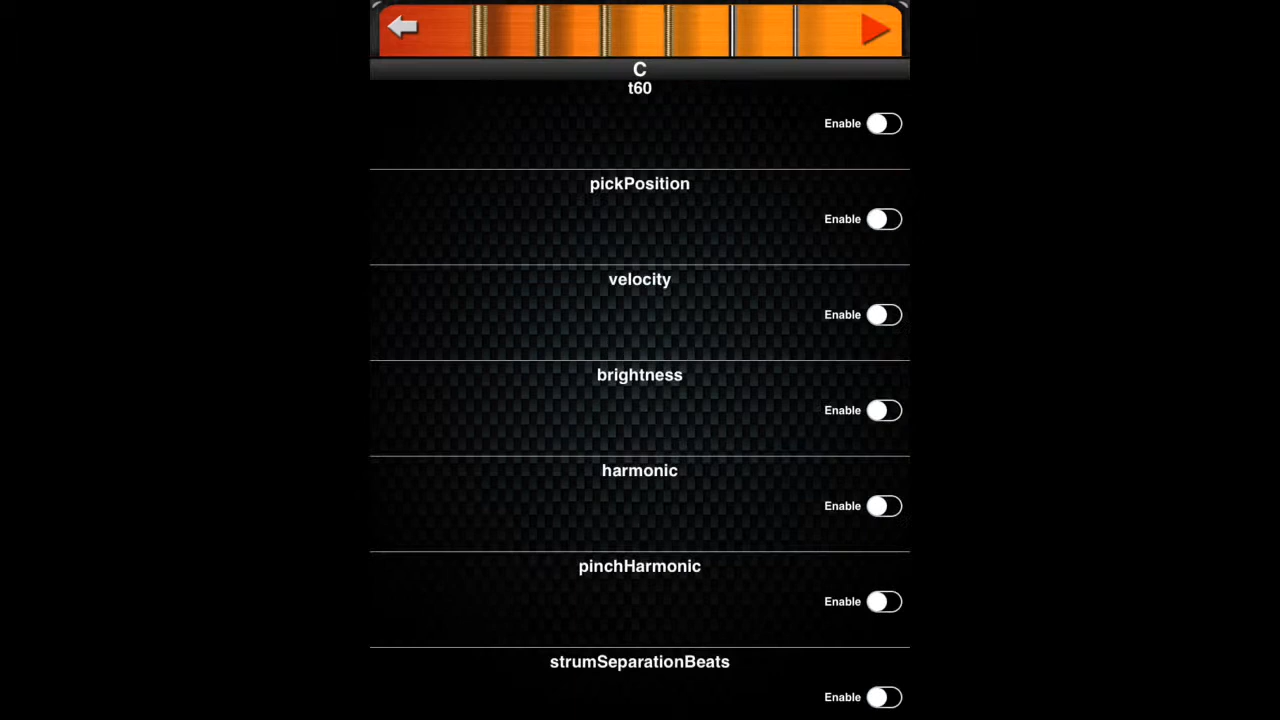 C
t60
Enable
pickPosition
Enable
velocity
Enable
brightness
Enable
harmonic
Enable
pinchHarmonic
Enable
strumSeparationBeats
Enable